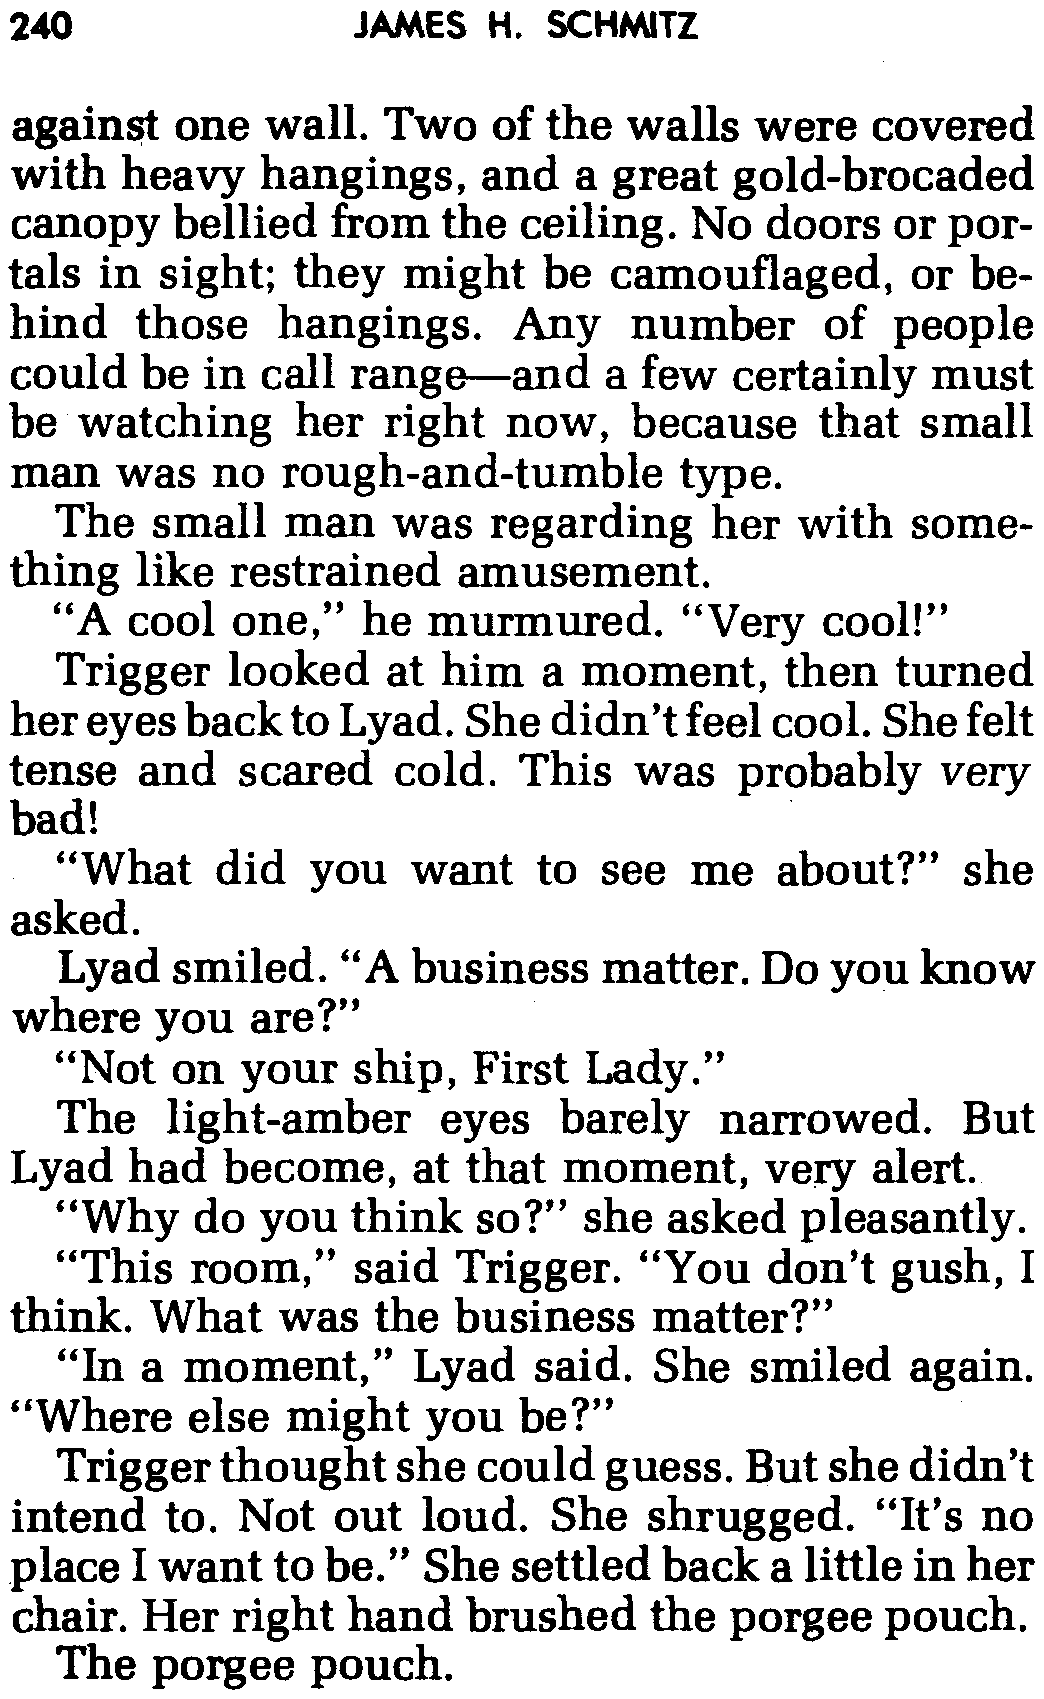 240 JAMES H. SCHMITZ
against one wall. Two of the walls were covered
with heavy hangings, and a great gold-brocaded
canopy bellied from the ceiling. No doors or por-
tals in sight; they might be camouflaged, or be-
hind those hangings. Any number of people
could be in call range—and a few certainly must
be watching her right now, because that small
man was no rough-and-tumble type.
The small man was regarding her with some-
thing like restrained amusement.
“A cool one,” he murmured. “Very cool!”
Trigger looked at him a moment, then turned
her eyes back to Lyad. She didn’t feel cool. She felt
tense and scared cold. This was probably very
bad!
“What did you want to see me about?” she
asked.
Lyad smiled. “A business matter. Do you know
where you are?”
“Not on your ship, First Lady.”
The light-amber eyes barely narrowed. But
Lyad had become, at that moment, very alert.
“Why do you think so?” she asked pleasantly.
“This room,” said Trigger. “You don’t gush, I
think. What was the business matter?”
“In a moment,” Lyad said. She smiled again.
“Where else might you be?”
Trigger thought she could guess. But she didn’t
intend to. Not out loud. She shrugged. “It’s no
place I want to be.” She settled back a little in her
chair. Her right hand brushed the porgee pouch.
The porgee pouch.